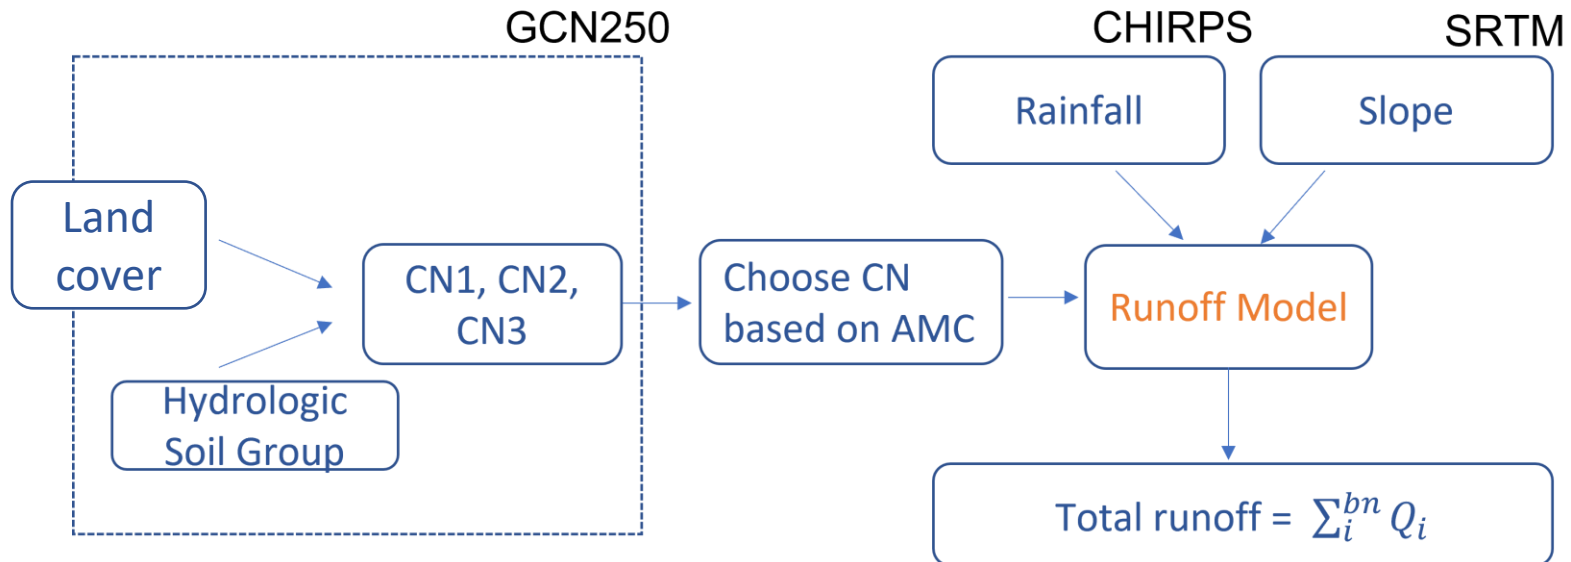 GCN250
CHIRPS
SRTM
Rainfall
Slope
Land
cover
CN1, CN2,
CN3
Choose CN
based on AMC
Runoff Model
Hydrologic
Soil Group
Total runoff = $\sum_{i}^{bn} Q_i$